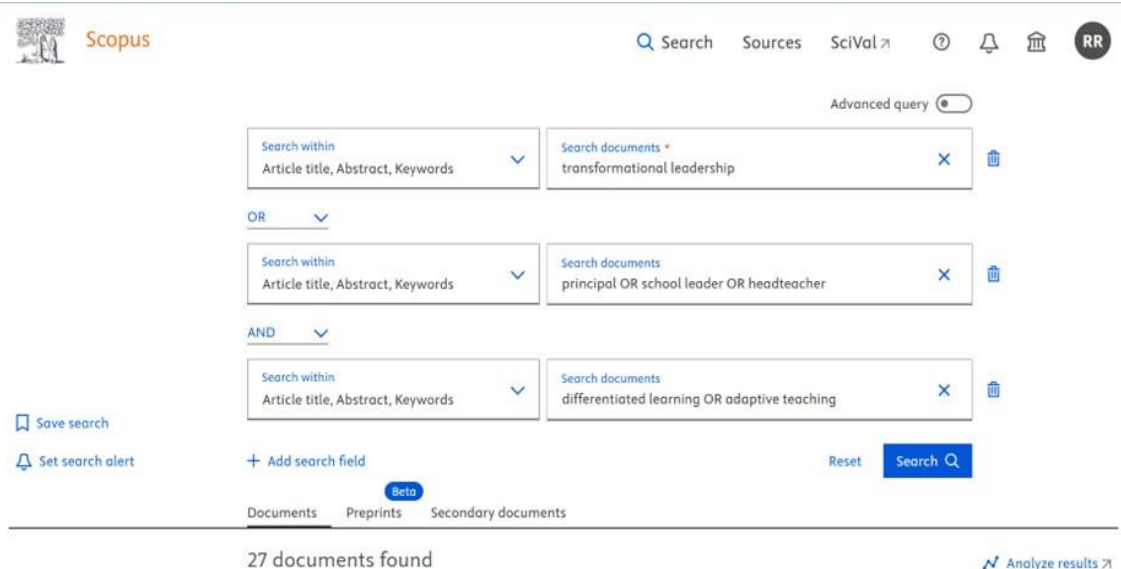 Scopus
Search Sources SciVal RR
Advanced query
Search within
Article title, Abstract, Keywords
Search documents *
transformational leadership
OR
Search within
Article title, Abstract, Keywords
Search documents
principal OR school leader OR headteacher
AND
Search within
Article title, Abstract, Keywords
Search documents
differentiated learning OR adaptive teaching
Save search
Set search alert
+ Add search field
Reset
Search
Beta
Documents Preprints Secondary documents
27 documents found
Analyze results